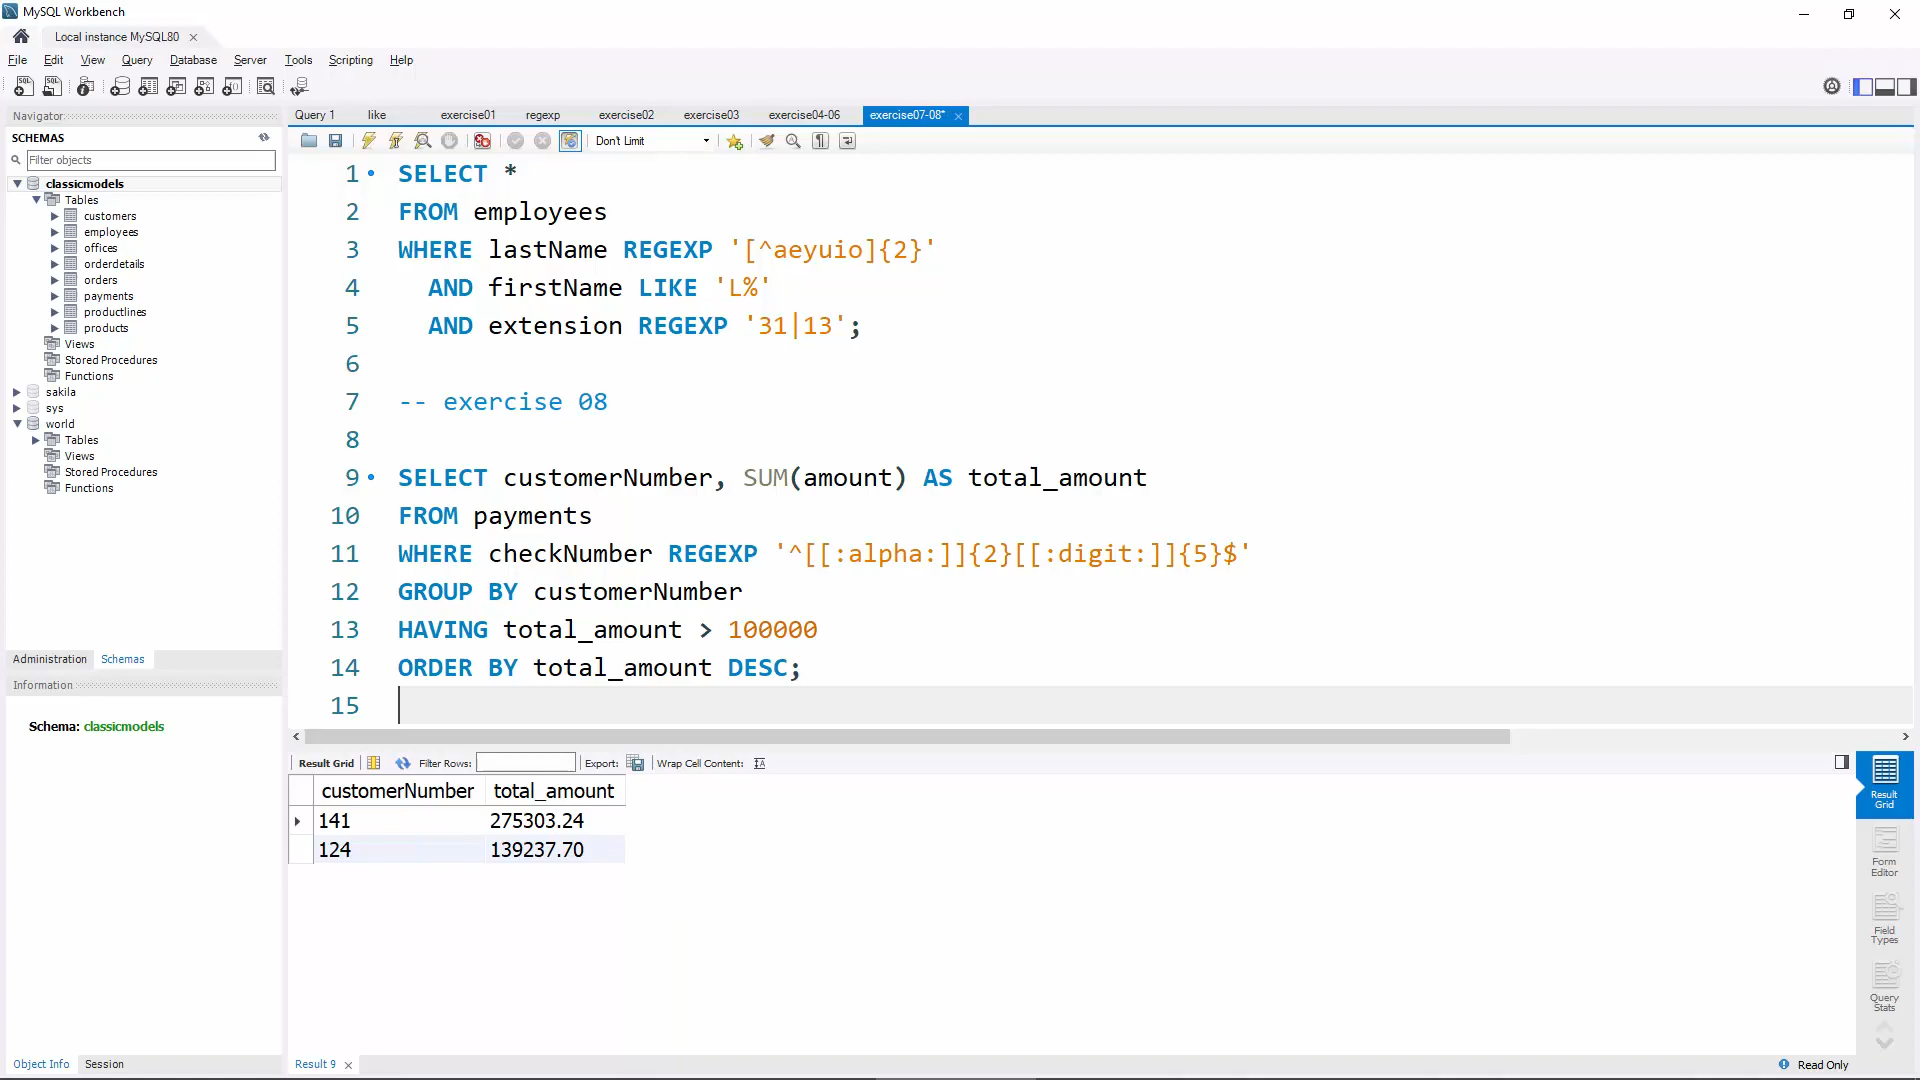 MySQL Workbench
Local instance MySQL80
File Edit View Query Database Server Tools Scripting Help
Navigator
SCHEMAS
Filter objects
classicmodels
Tables
customers
employees
offices
orderdetails
orders
payments
productlines
products
Views
Stored Procedures
Functions
sakila
sys
world
Tables
Views
Stored Procedures
Functions
Administration Schemas
Information
Schema: classicmodels
Object Info Session
Query 1 like exercise01 regexp exercise02 exercise03 exercise04-06 exercise07-08*
Don't Limit
1 SELECT *
2 FROM employees
3 WHERE lastName REGEXP '[^aeyuio]{2}'
4 AND firstName LIKE 'L%'
5 AND extension REGEXP '31|13';
6
7 -- exercise 08
8
9 SELECT customerNumber, SUM(amount) AS total_amount
10 FROM payments
11 WHERE checkNumber REGEXP '^[[:alpha:]]{2}[[:digit:]]{5}$'
12 GROUP BY customerNumber
13 HAVING total_amount > 100000
14 ORDER BY total_amount DESC;
15
Result Grid Filter Rows: Export: Wrap Cell Content:
customerNumber total_amount
141 275303.24
124 139237.70
Result Grid
Form Editor
Field Types
Query Stats
Result 9
Read Only